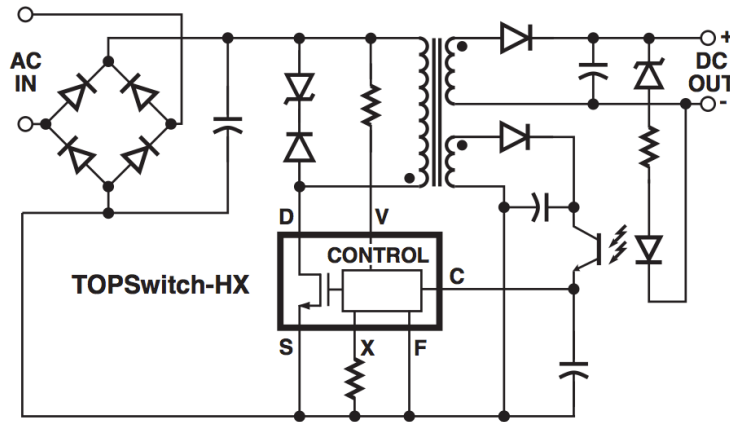 AC
IN
+
DC
OUT
-
D
V
CONTROL
C
TOPSwitch-HX
S
X
F